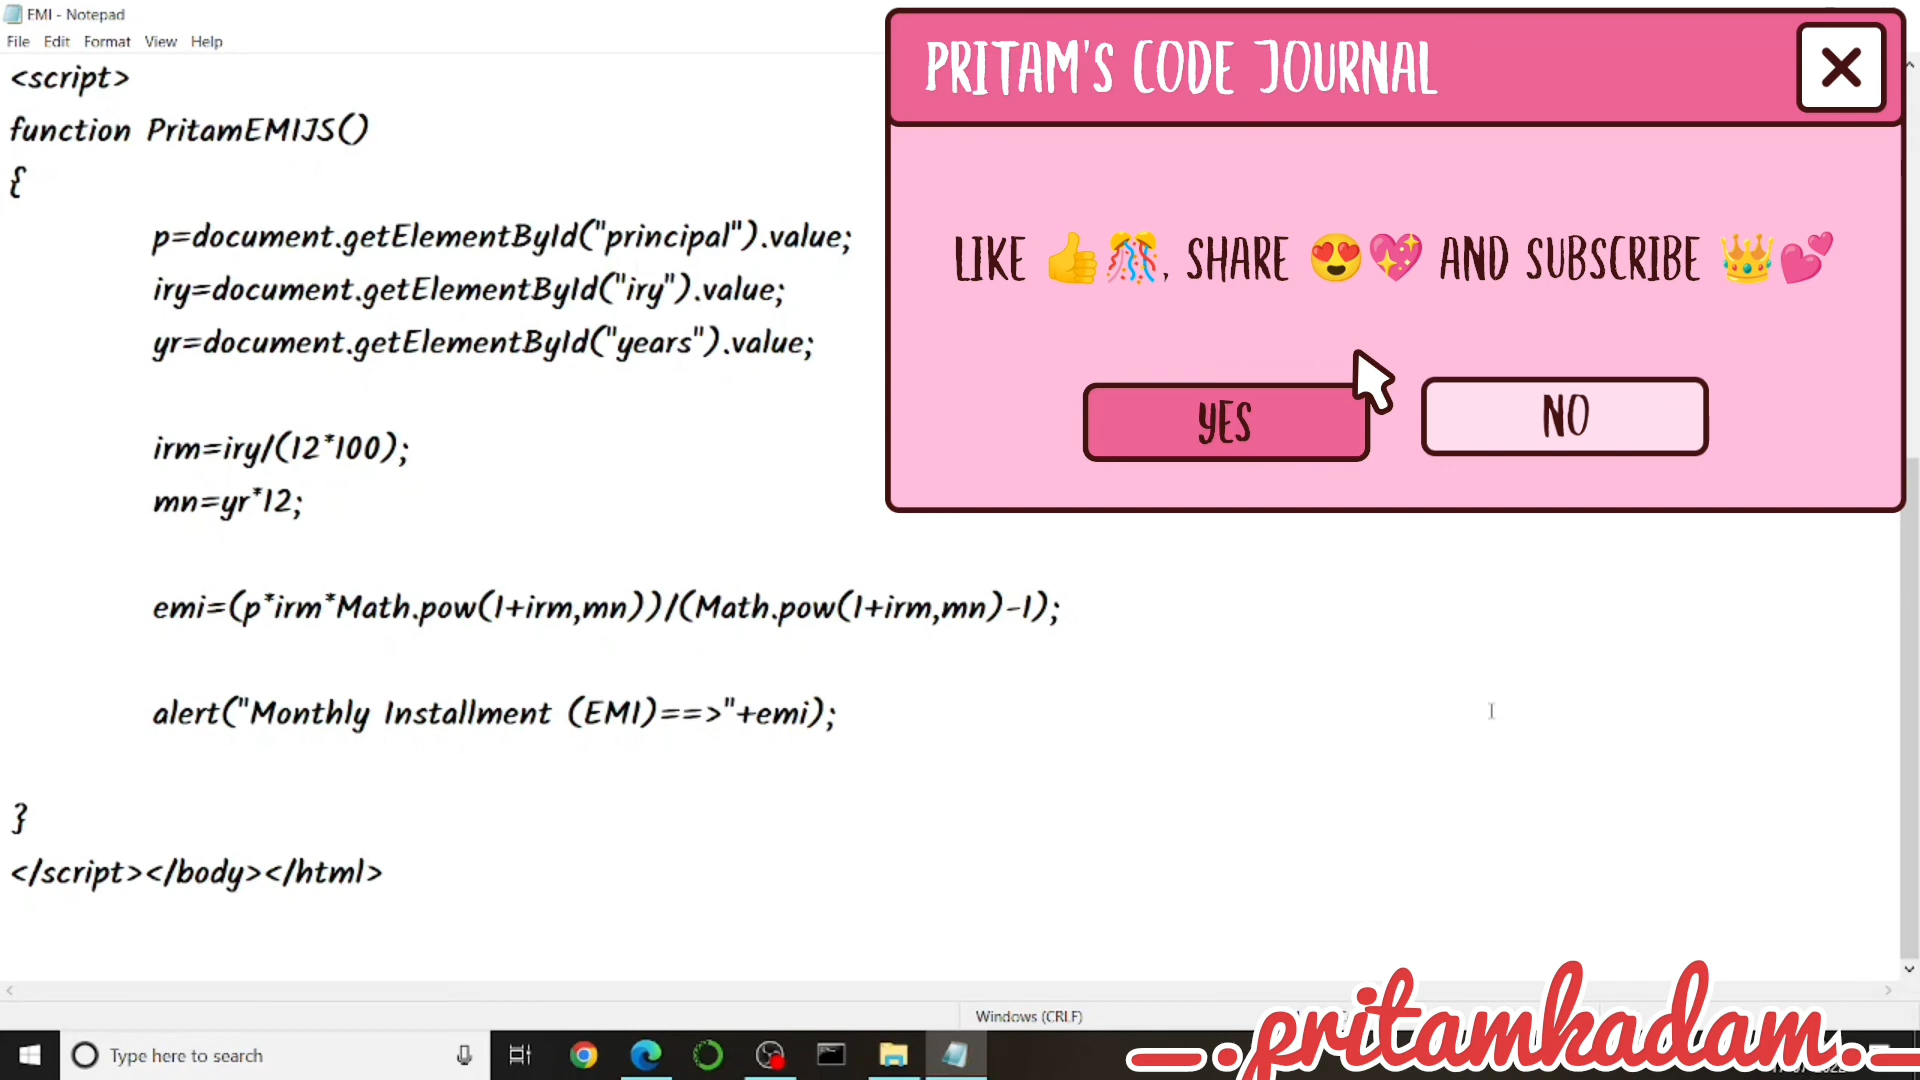 EMI - Notepad
File Edit Format View Help
<script>
function PritamEMIJS()
{
p=document.getElementById("principal").value;
iry=document.getElementById("iry").value;
yr=document.getElementById("years").value;
irm=iry/(12*100);
mn=yr*12;
emi=(p*irm*Math.pow(1+irm,mn))/(Math.pow(1+irm,mn)-1);
alert("Monthly Installment (EMI)==>"+emi);
}
</script></body></html>
PRITAM'S CODE JOURNAL
LIKE 👍🎊, SHARE 😍💖 AND SUBSCRIBE 👑💕
YES
NO
Windows (CRLF)
Type here to search
_.pritamkadam._